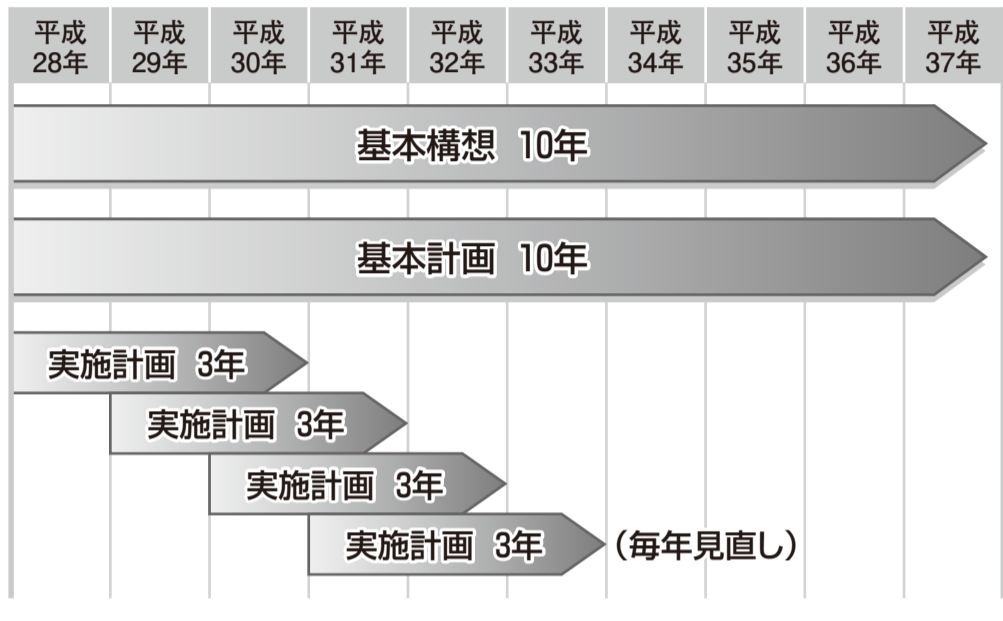 平成
28年
平成
29年
平成
30年
平成
31年
平成
32年
平成
33年
平成
34年
平成
35年
平成
36年
平成
37年
基本構想 10年
基本計画 10年
実施計画 3年
実施計画 3年
実施計画 3年
実施計画 3年 （毎年見直し）